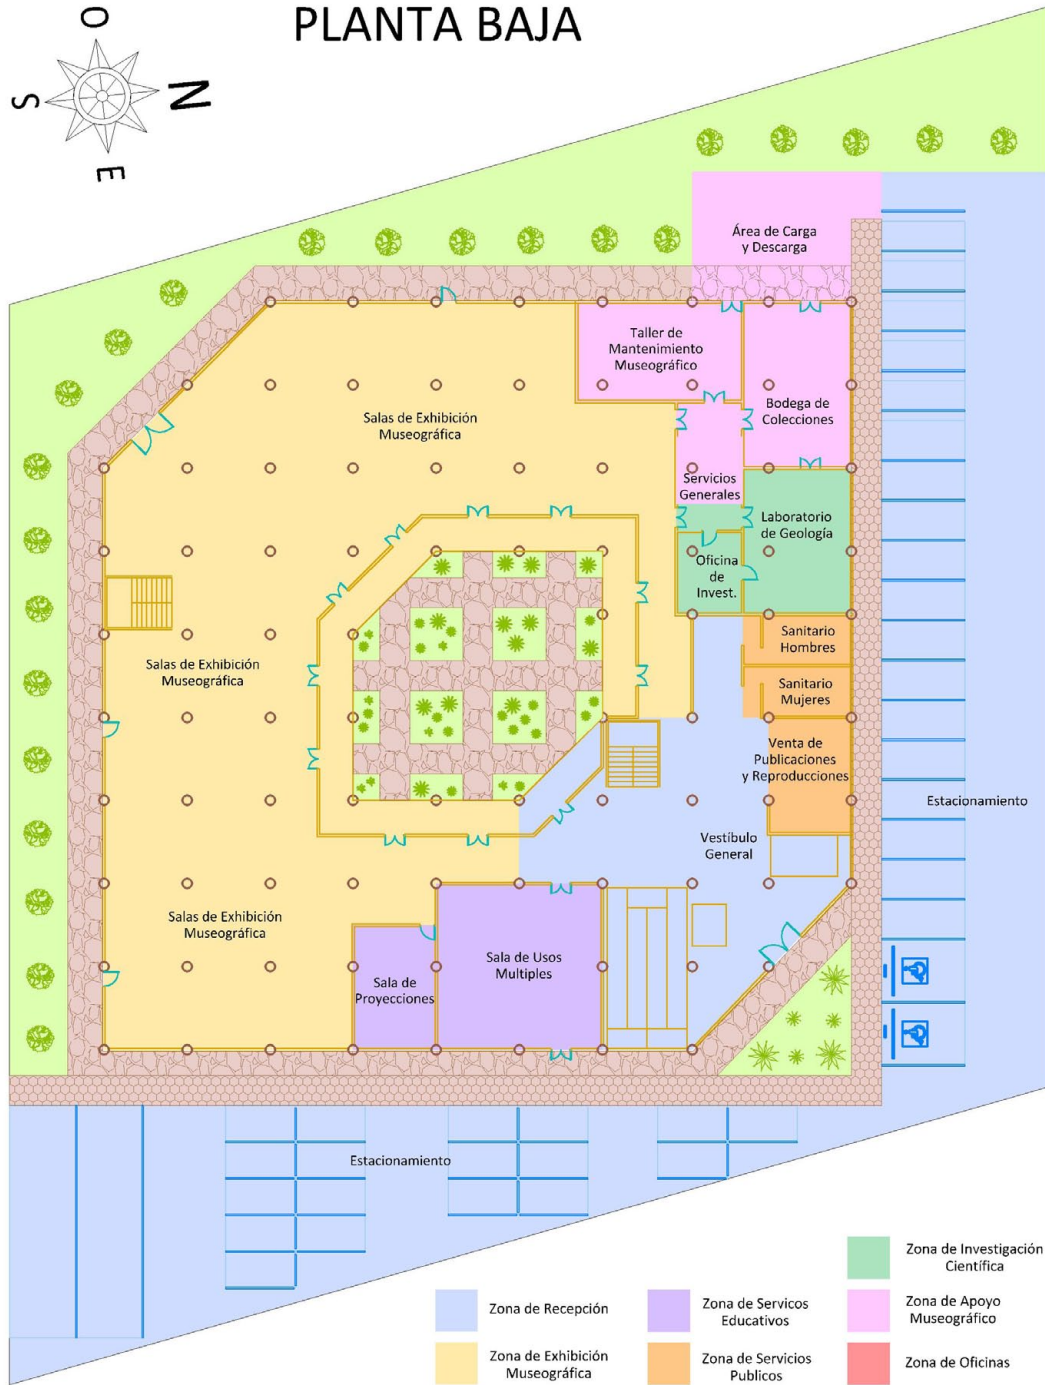 PLANTA BAJA
O
S
N
E
Área de Carga
y Descarga
Taller de
Mantenimiento
Museográfico
Salas de Exhibición
Museográfica
Bodega de
Colecciones
Servicios
Generales
Laboratorio
de Geología
Oficina
de
Invest.
Sanitario
Hombres
Salas de Exhibición
Museográfica
Sanitario
Mujeres
Venta de
Publicaciones
y Reproducciones
Estacionamiento
Vestíbulo
General
Salas de Exhibición
Museográfica
Sala de Usos
Multiples
Sala de
Proyecciones
Estacionamiento
Zona de Investigación
Científica
Zona de Recepción
Zona de Servicos
Educativos
Zona de Apoyo
Museográfico
Zona de Exhibición
Museográfica
Zona de Servicios
Publicos
Zona de Oficinas